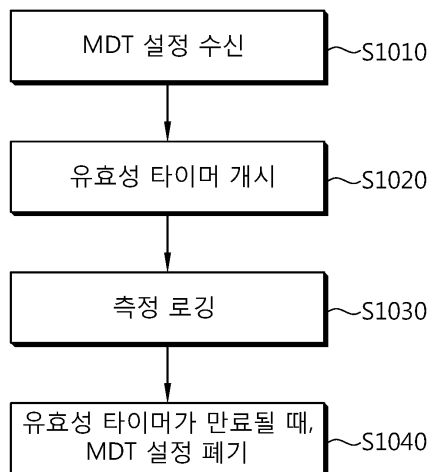 MDT 설정 수신
S1010
유효성 타이머 개시
S1020
측정 로깅
S1030
유효성 타이머가 만료될 때,
MDT 설정 폐기
S1040